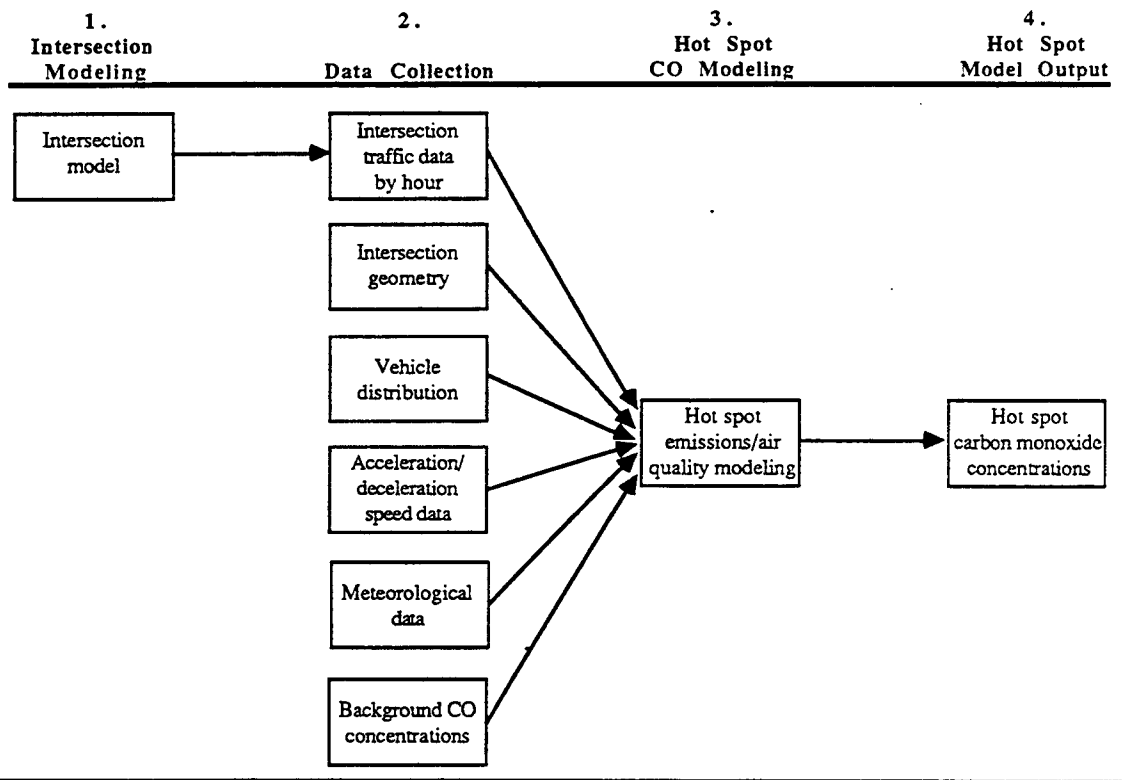 1.
Intersection
Modeling
2.
Data Collection
3.
Hot Spot
CO Modeling
4.
Hot Spot
Model Output
Intersection
model
Intersection
traffic data
by hour
Intersection
geometry
Vehicle
distribution
Acceleration/
deceleration
speed data
Meteorological
data
Background CO
concentrations
Hot spot
emissions/air
quality modeling
Hot spot
carbon monoxide
concentrations